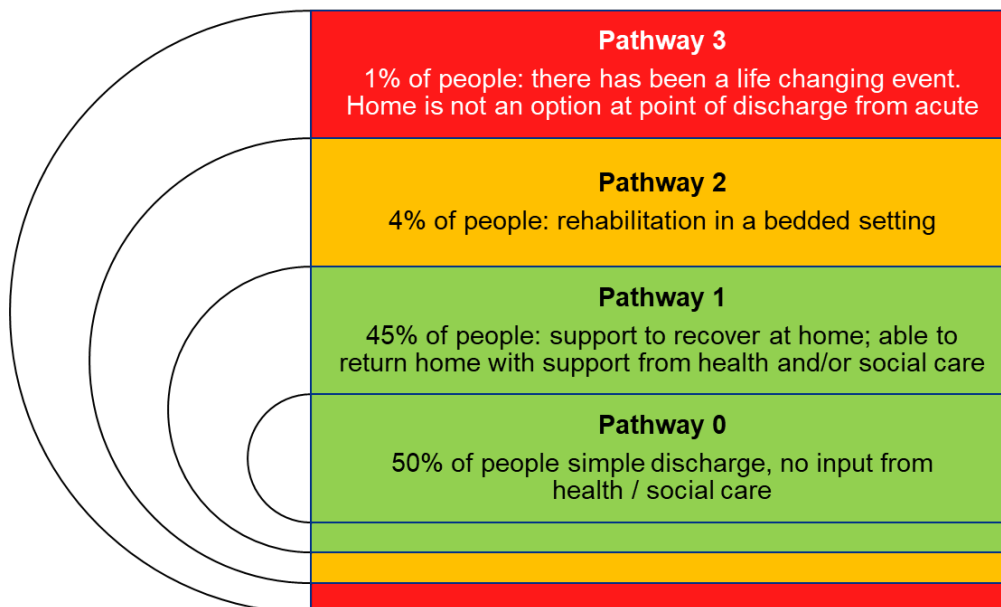 Pathway 3
1% of people: there has been a life changing event.
Home is not an option at point of discharge from acute
Pathway 2
4% of people: rehabilitation in a bedded setting
Pathway 1
45% of people: support to recover at home; able to
return home with support from health and/or social care
Pathway 0
50% of people simple discharge, no input from
health / social care